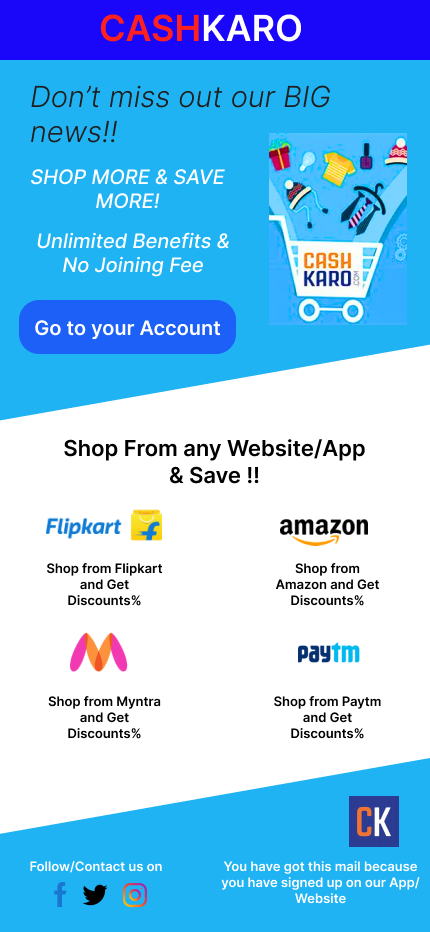 CASHKARO
Don't miss out our BIG
news!!
SHOP MORE & SAVE
MORE!
Unlimited Benefits &
No Joining Fee
CASH
KARO.COM
Go to your Account
Shop From any Website/App
& Save !!
Flipkart
Shop from Flipkart
and Get
Discounts%
amazon
Shop from
Amazon and Get
Discounts%
Shop from Myntra
and Get
Discounts%
paytm
Shop from Paytm
and Get
Discounts%
CK
Follow/Contact us on
You have got this mail because
you have signed up on our App/
Website